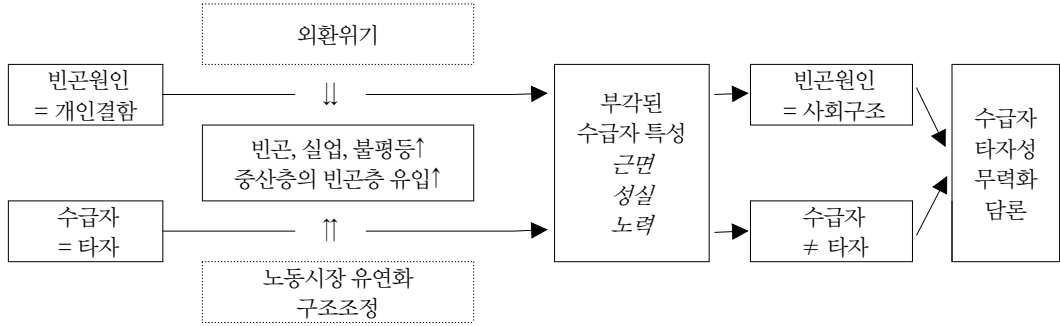 외환위기
빈곤원인
= 개인결함
⇊
빈곤, 실업, 불평등↑
중산층의 빈곤층 유입↑
수급자
= 타자
⇈
노동시장 유연화
구조조정
부각된
수급자 특성
근면
성실
노력
빈곤원인
= 사회구조
수급자
≠ 타자
수급자
타자성
무력화
담론